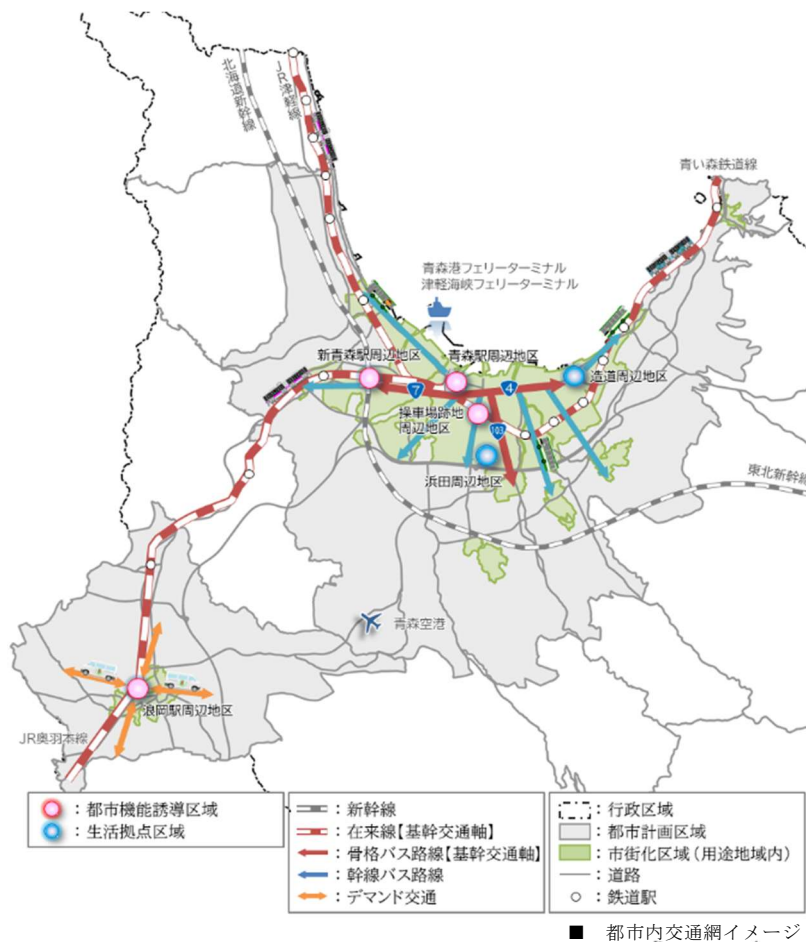 北海道新幹線
JR津軽線
青い森鉄道線
青森港フェリーターミナル
津軽海峡フェリーターミナル
新青森駅周辺地区
青森駅周辺地区
造道周辺地区
7
4
操車場跡地
周辺地区
103
浜田周辺地区
東北新幹線
青森空港
浪岡駅周辺地区
JR奥羽本線
：都市機能誘導区域
：生活拠点区域
：新幹線
：在来線【基幹交通軸】
：骨格バス路線【基幹交通軸】
：幹線バス路線
：デマンド交通
：行政区域
：都市計画区域
：市街化区域（用途地域内）
：道路
：鉄道駅
■ 都市内交通網イメージ